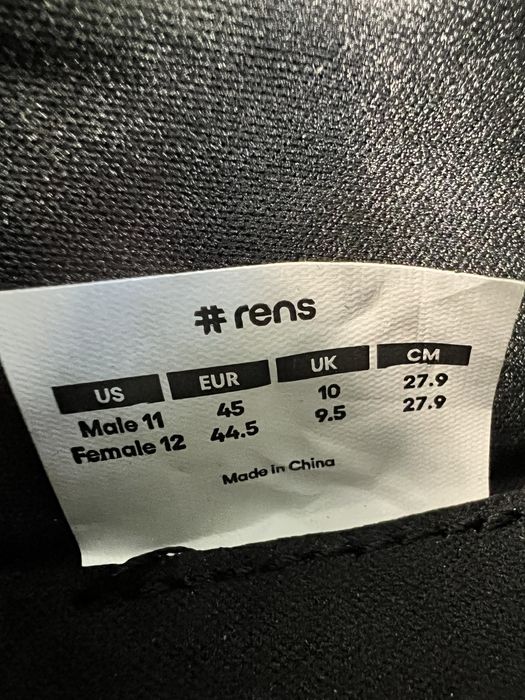 # rens
US EUR UK CM
Male 11 45 10 27.9
Female 12 44.5 9.5 27.9
Made in China